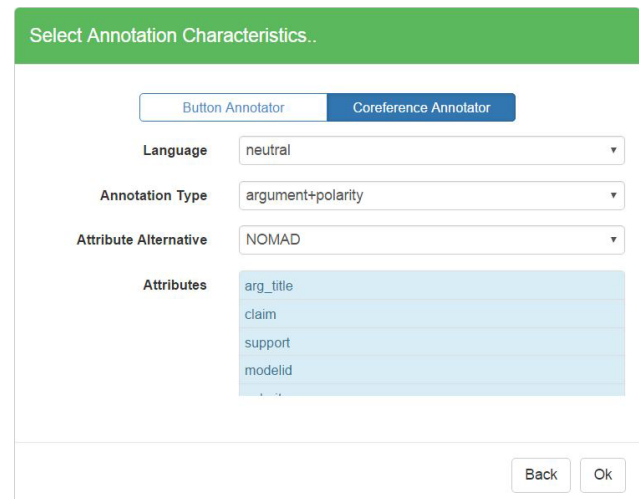 Select Annotation Characteristics..
Button Annotator Coreference Annotator
Language neutral
Annotation Type argument+polarity
Attribute Alternative NOMAD
Attributes arg_title
claim
support
modelid
Back Ok